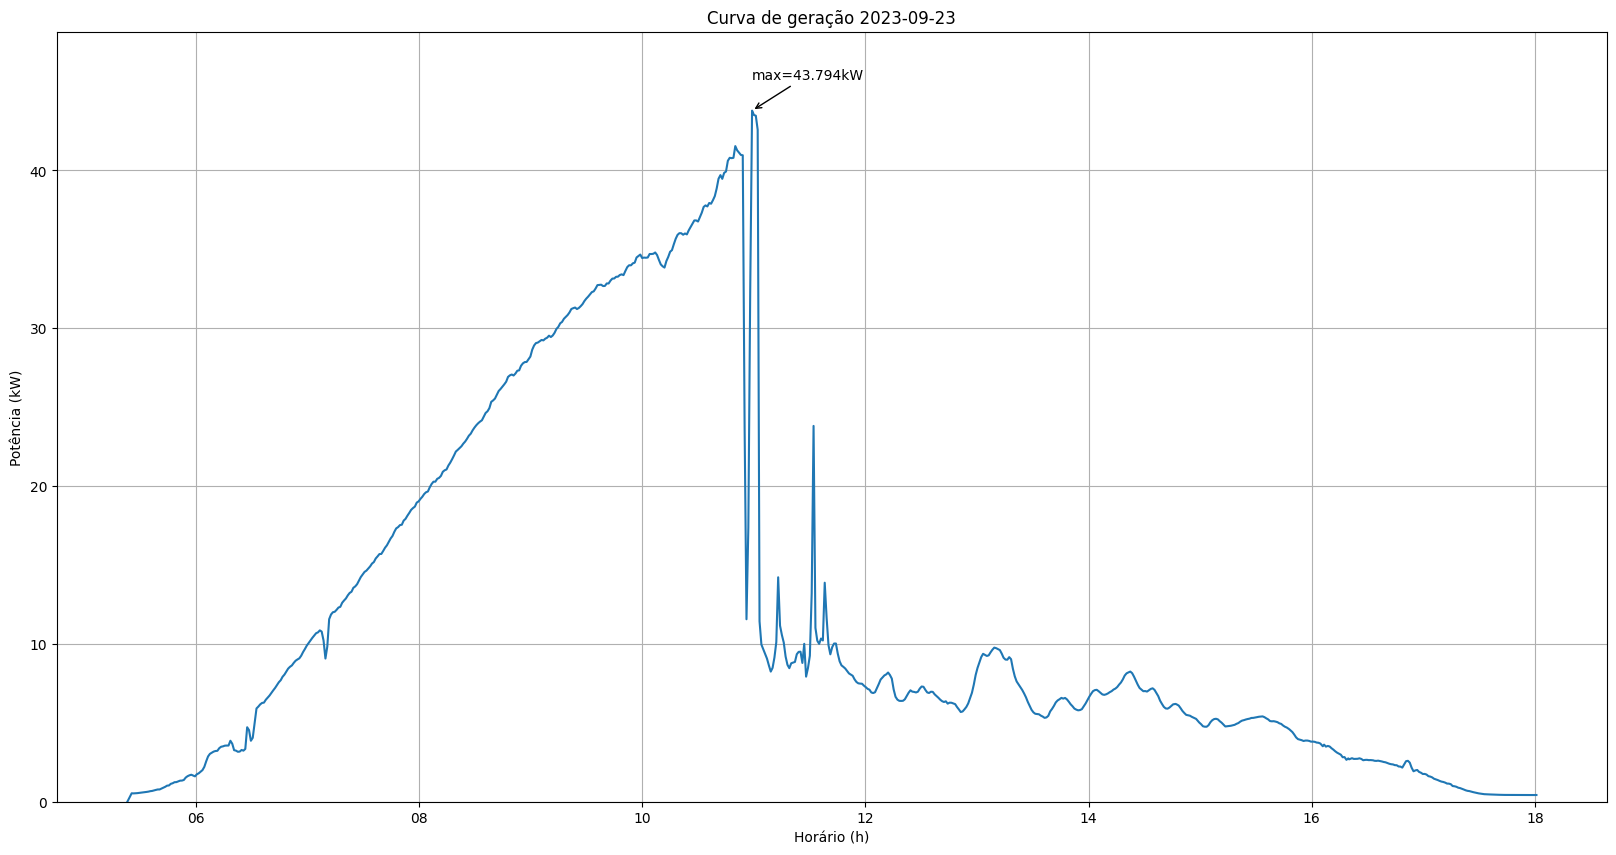 Curva de geração 2023-09-23
max=43.794kW
40
30
20
10
0
Potência (kW)
06 08 10 12 14 16 18
Horário (h)